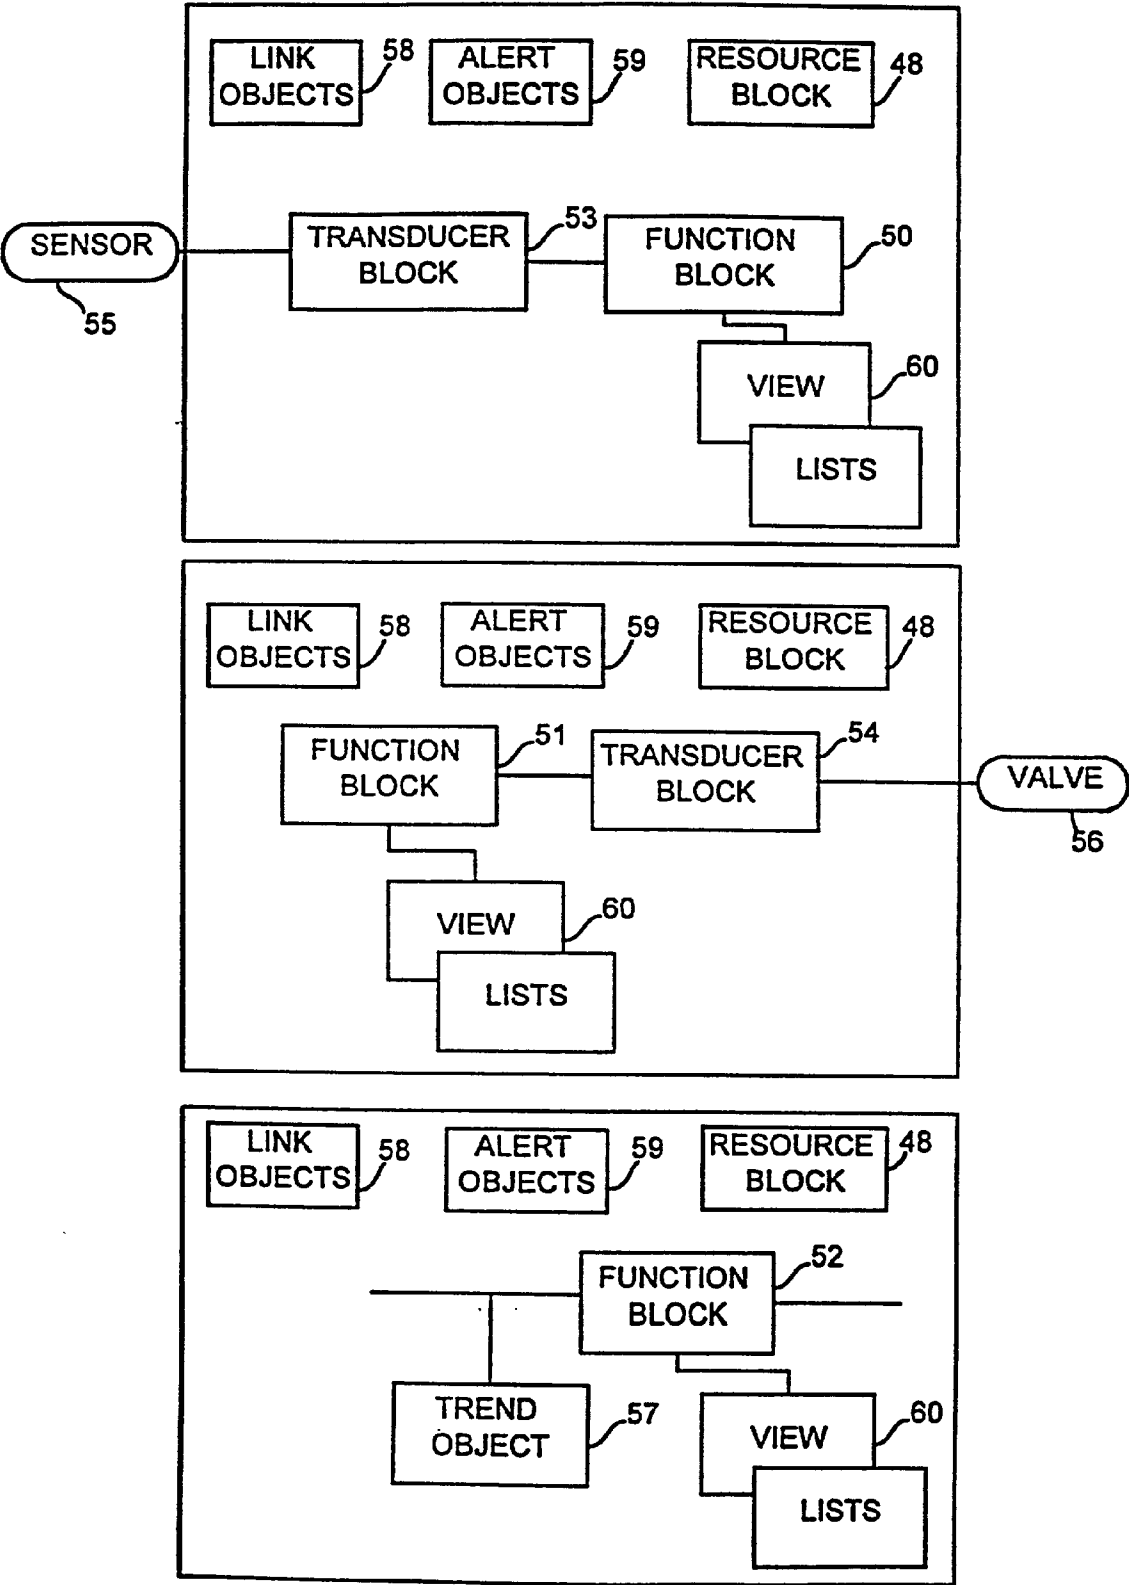 LINK
OBJECTS
58
ALERT
OBJECTS
59
RESOURCE
BLOCK
48
SENSOR
55
TRANSDUCER
BLOCK
53
FUNCTION
BLOCK
50
VIEW
60
LISTS
LINK
OBJECTS
58
ALERT
OBJECTS
59
RESOURCE
BLOCK
48
FUNCTION
BLOCK
51
TRANSDUCER
BLOCK
54
VALVE
56
VIEW
60
LISTS
LINK
OBJECTS
58
ALERT
OBJECTS
59
RESOURCE
BLOCK
48
FUNCTION
BLOCK
52
TREND
OBJECT
57
VIEW
60
LISTS